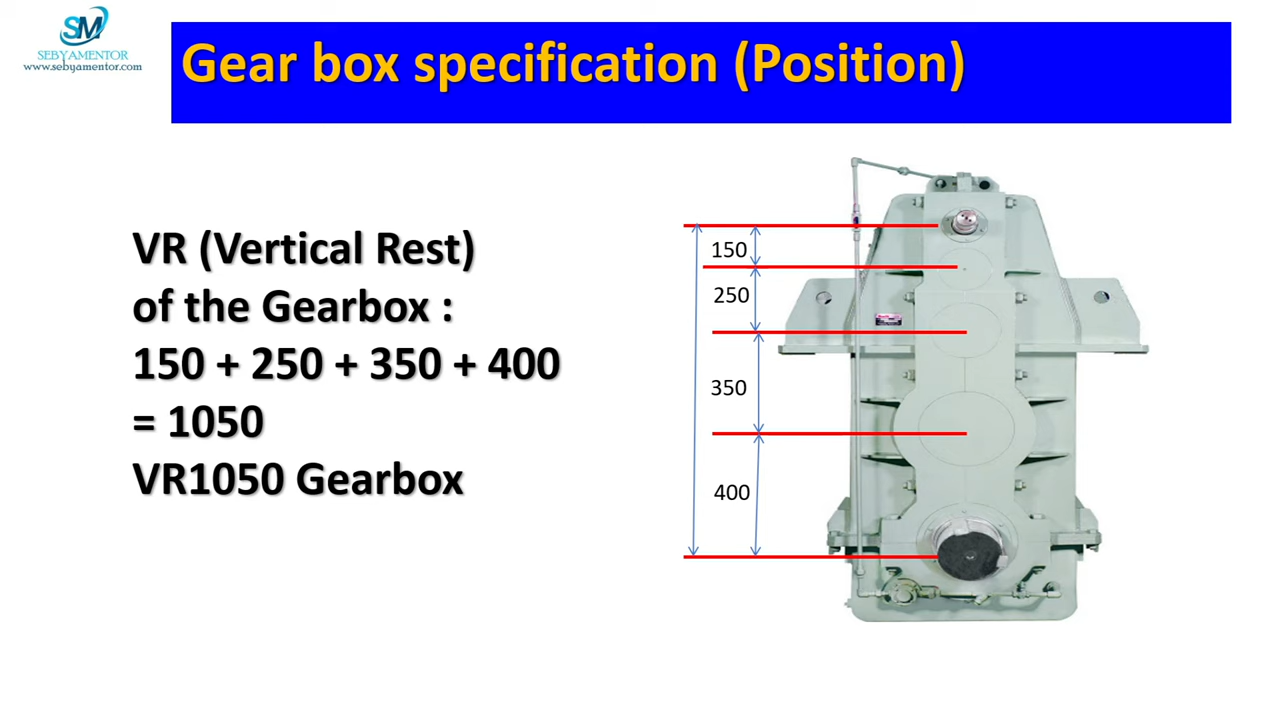 SM
SEBYAMENTOR
www.sebyamentor.com
Gear box specification (Position)
VR (Vertical Rest)
of the Gearbox :
150 + 250 + 350 + 400
= 1050
VR1050 Gearbox
150
250
350
400